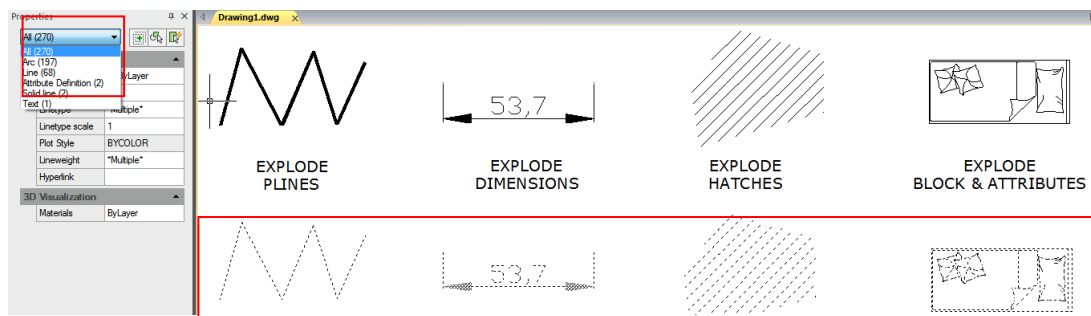 Properties
Drawing1.dwg
All (270)
All (270)
Arc (197)
Line (68)
Attribute Definition (2)
Solid line (2)
Text (1)
ByLayer
Linetype *Multiple*
Linetype scale 1
Plot Style BYCOLOR
Lineweight *Multiple*
Hyperlink
3D Visualization
Materials ByLayer
53,7
EXPLODE
PLINES
EXPLODE
DIMENSIONS
EXPLODE
HATCHES
EXPLODE
BLOCK & ATTRIBUTES
53,7